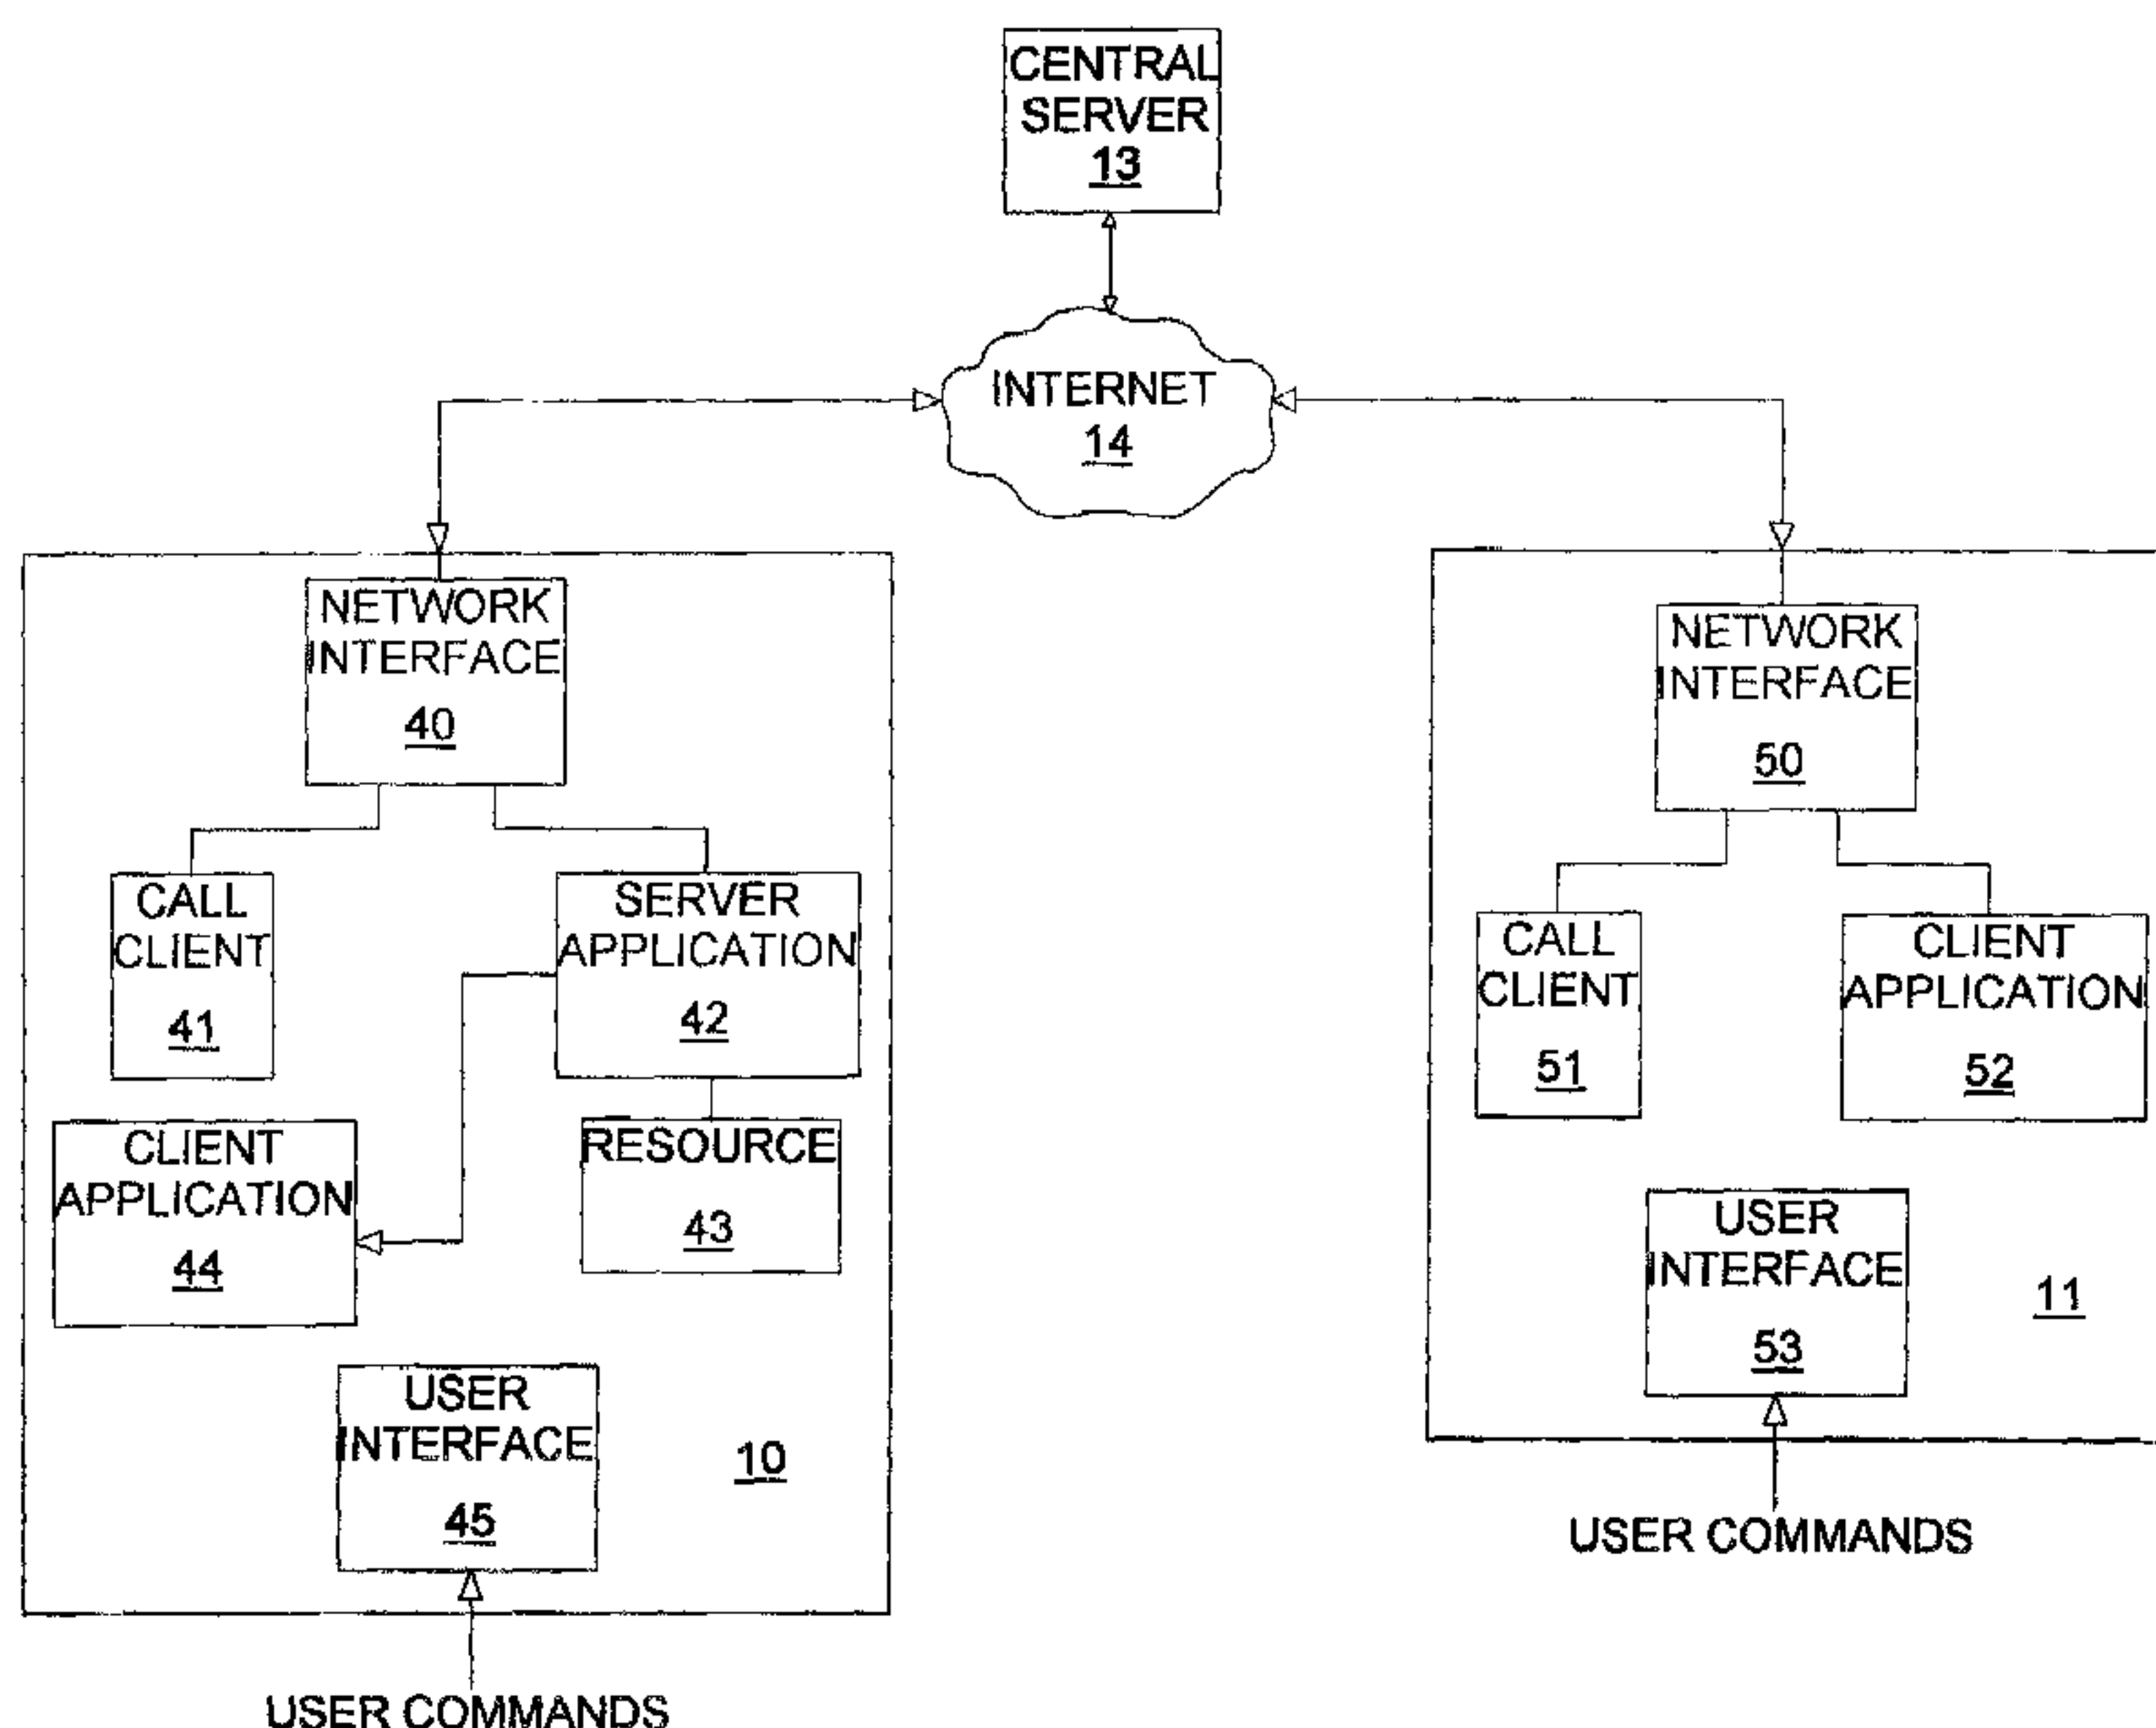 CENTRAL
SERVER
13
INTERNET
14
NETWORK
INTERFACE
40
CALL
CLIENT
41
SERVER
APPLICATION
42
CLIENT
APPLICATION
44
RESOURCE
43
USER
INTERFACE
45
10
USER COMMANDS
NETWORK
INTERFACE
50
CALL
CLIENT
51
CLIENT
APPLICATION
52
USER
INTERFACE
53
11
USER COMMANDS